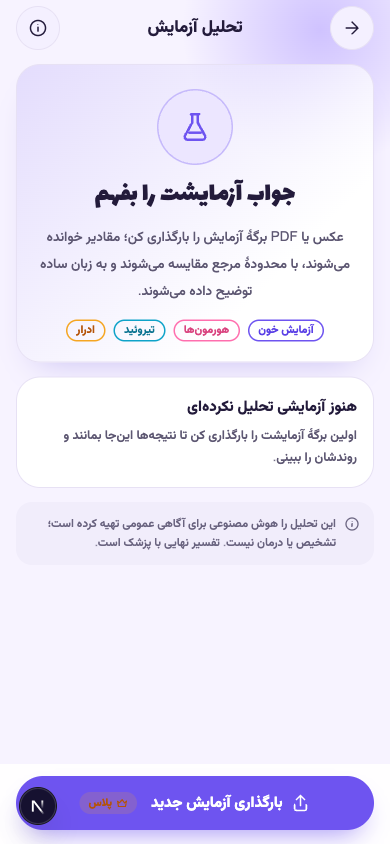 تحلیل آزمایش
جواب آزمایشت را بفهم
عکس یا PDF برگهٔ آزمایش را بارگذاری کن؛ مقادیر خوانده
می‌شوند، با محدودهٔ مرجع مقایسه می‌شوند و به زبان ساده
توضیح داده می‌شوند.
آزمایش خون
هورمون‌ها
تیروئید
ادرار
هنوز آزمایشی تحلیل نکرده‌ای
اولین برگهٔ آزمایشت را بارگذاری کن تا نتیجه‌ها این‌جا بمانند و
روندشان را ببینی.
این تحلیل را هوش مصنوعی برای آگاهی عمومی تهیه کرده است؛
تشخیص یا درمان نیست. تفسیر نهایی با پزشک است.
بارگذاری آزمایش جدید
پلاس
N